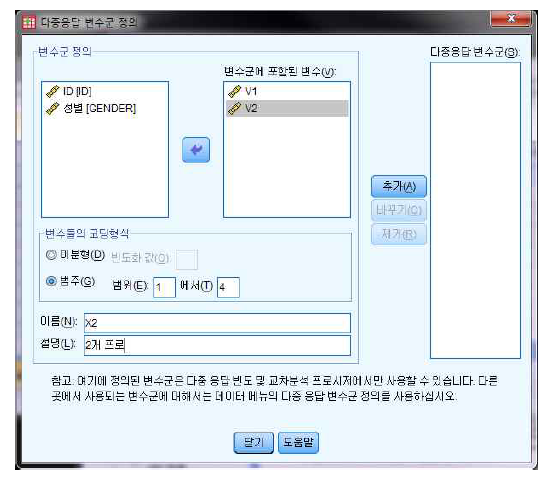 다중응답 변수군 정의
변수군 정의
다중응답 변수군(S):
변수군에 포함된 변수(V):
ID [ID]
성별 [GENDER]
V1
V2
추가(A)
바꾸기(C)
제거(R)
변수들의 코딩형식
이분형(D) 빈도화 값(O):
범주(G) 범위(E): 1 에서(T) 4
이름(N): X2
설명(L): 2개 프로
참고: 여기에 정의된 변수군은 다중 응답 빈도 및 교차분석 프로시저에서만 사용할 수 있습니다. 다른
곳에서 사용되는 변수군에 대해서는 데이터 메뉴의 다중 응답 변수군 정의를 사용하십시오.
닫기 도움말